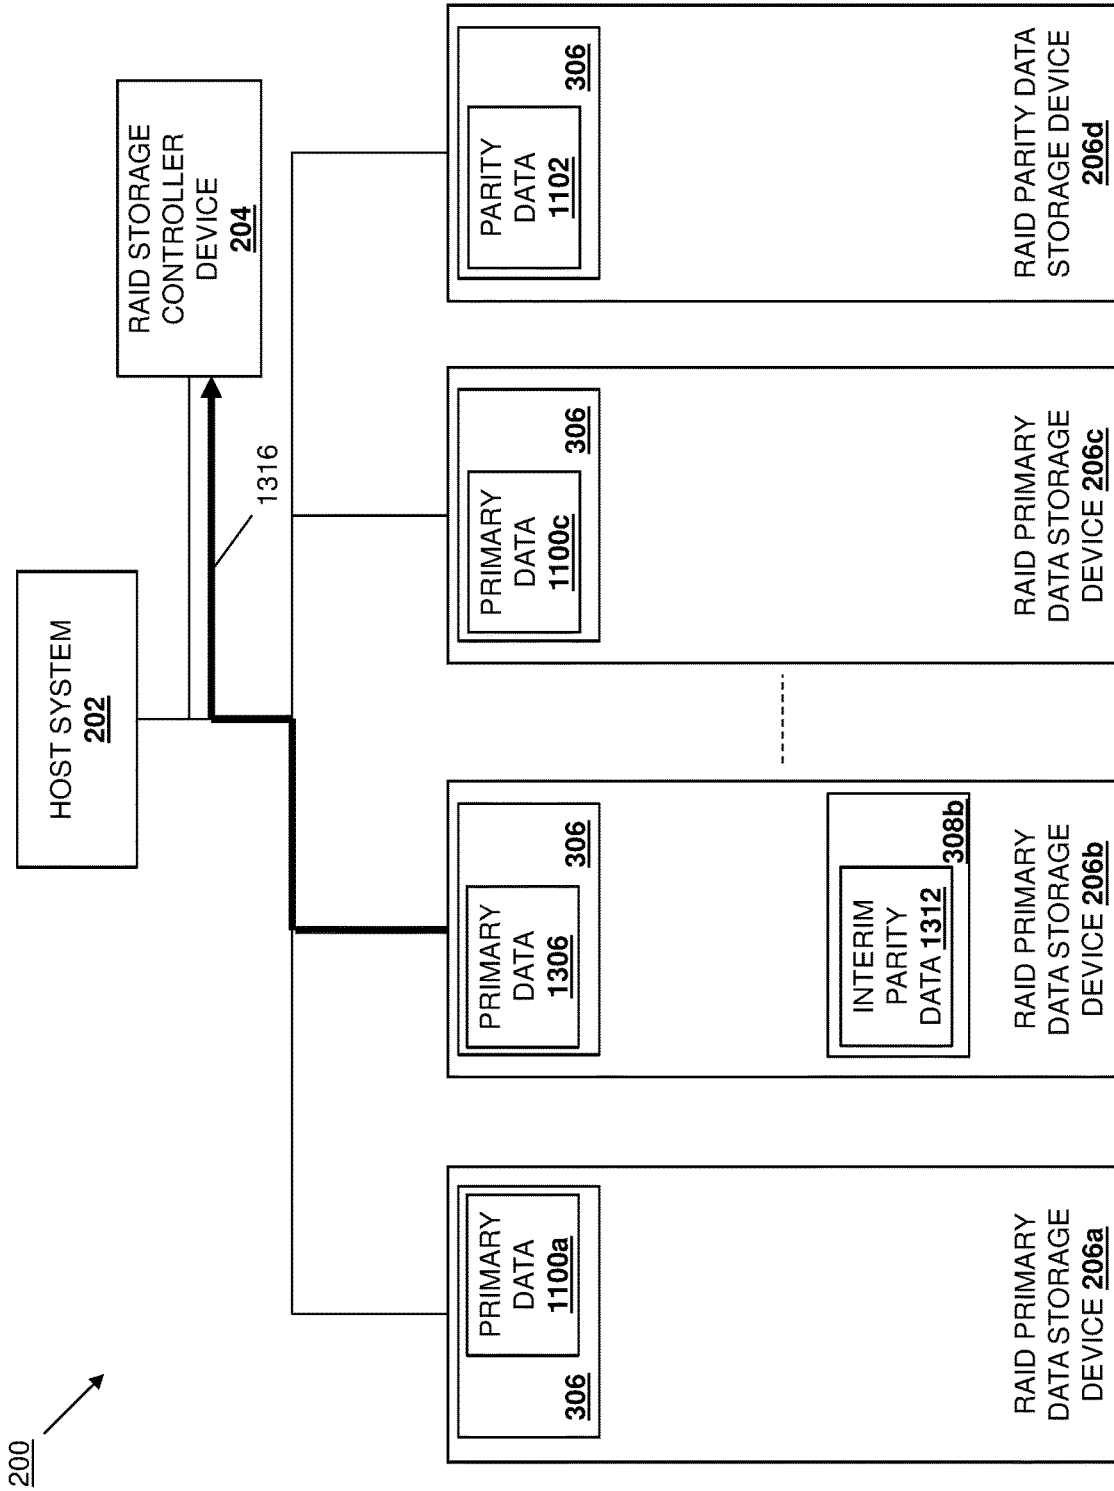 200
HOST SYSTEM
202
RAID STORAGE
CONTROLLER
DEVICE
204
1316
306
PRIMARY
DATA
1100a
RAID PRIMARY
DATA STORAGE
DEVICE 206a
PRIMARY
DATA
1306
306
INTERIM
PARITY
DATA 1312
308b
RAID PRIMARY
DATA STORAGE
DEVICE 206b
PRIMARY
DATA
1100c
306
RAID PRIMARY
DATA STORAGE
DEVICE 206c
PARITY
DATA
1102
306
RAID PARITY DATA
STORAGE DEVICE
206d